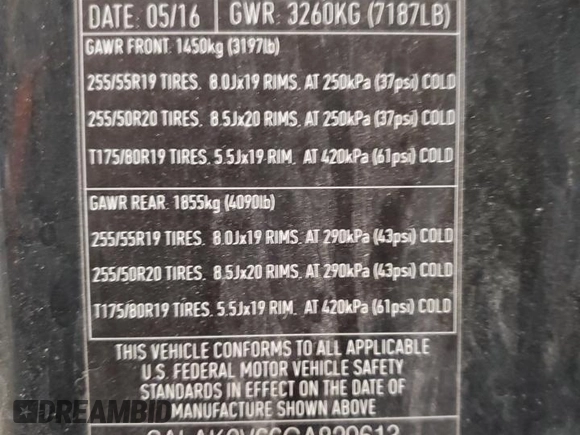 DATE: 05/16 GWR: 3260KG (7187LB)
GAWR FRONT: 1450kg (3197lb)
255/55R19 TIRES. 8.0Jx19 RIMS. AT 250kPa (37psi) COLD
255/50R20 TIRES. 8.5Jx20 RIMS. AT 250kPa (37psi) COLD
T175/80R19 TIRES. 5.5Jx19 RIM. AT 420kPa (61psi) COLD
GAWR REAR: 1855kg (4090lb)
255/55R19 TIRES. 8.0Jx19 RIMS. AT 290kPa (43psi) COLD
255/50R20 TIRES. 8.5Jx20 RIMS. AT 290kPa (43psi) COLD
T175/80R19 TIRES. 5.5Jx19 RIM. AT 420kPa (61psi) COLD
THIS VEHICLE CONFORMS TO ALL APPLICABLE
U.S. FEDERAL MOTOR VEHICLE SAFETY
STANDARDS IN EFFECT ON THE DATE OF
MANUFACTURE SHOWN ABOVE
DREAMBID